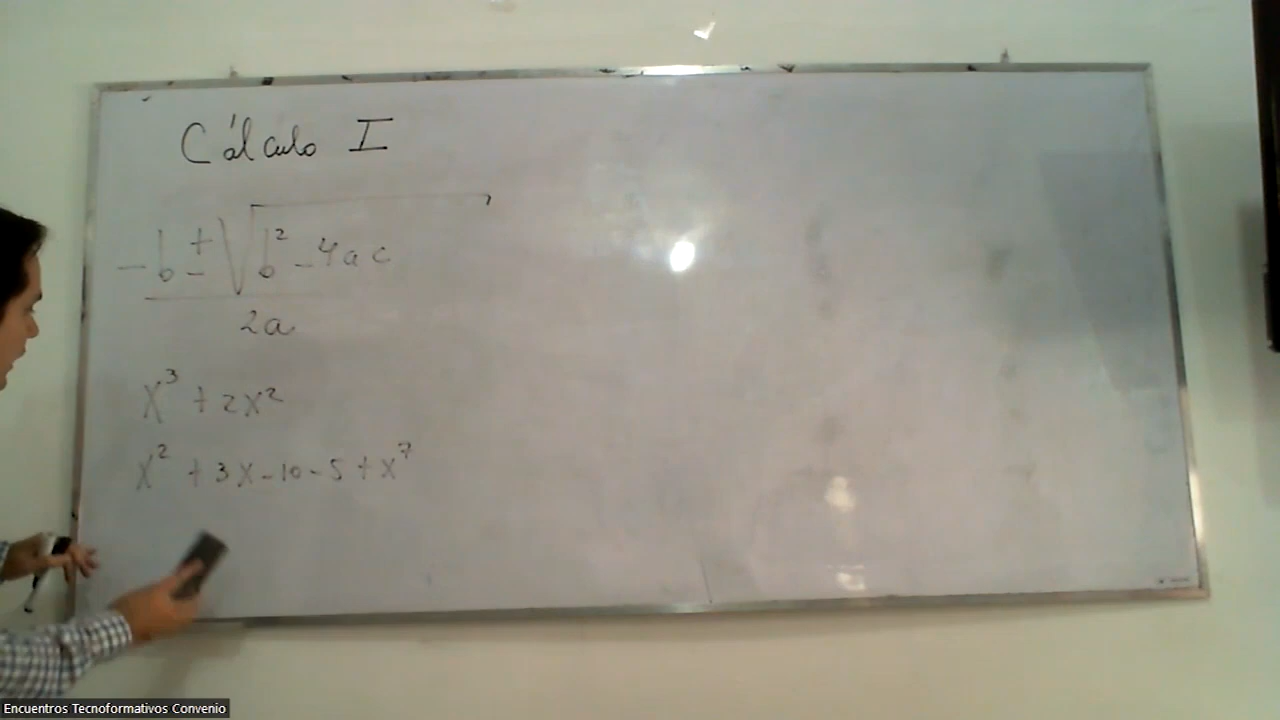 Cálculo I
-b ± √b² - 4ac
2a
x³ + 2x²
x² + 3x - 10 - 5 + x⁷
Encuentros Tecnoformativos Convenio